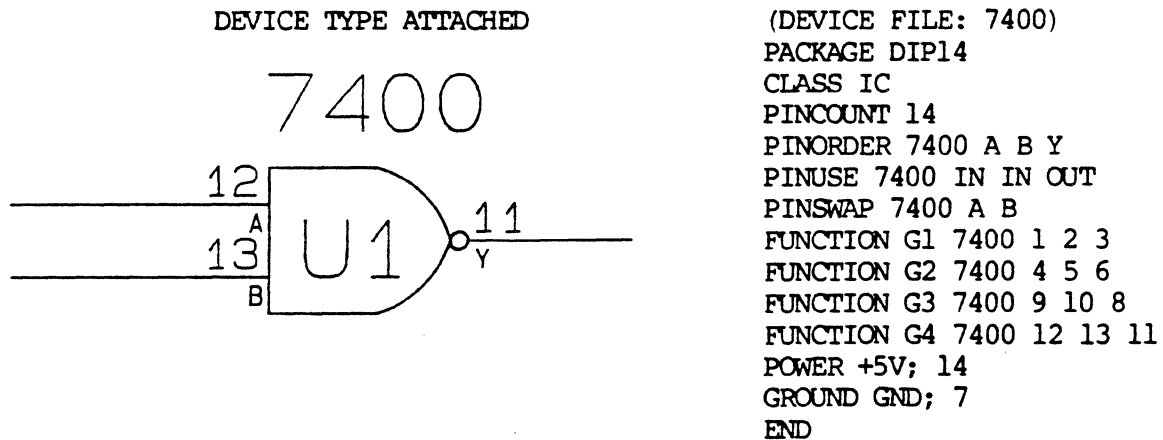 DEVICE TYPE ATTACHED
7400
12
A
13
B
U1
11
Y
(DEVICE FILE: 7400)
PACKAGE DIP14
CLASS IC
PINCOUNT 14
PINORDER 7400 A B Y
PINUSE 7400 IN IN OUT
PINSWAP 7400 A B
FUNCTION G1 7400 1 2 3
FUNCTION G2 7400 4 5 6
FUNCTION G3 7400 9 10 8
FUNCTION G4 7400 12 13 11
POWER +5V; 14
GROUND GND; 7
END